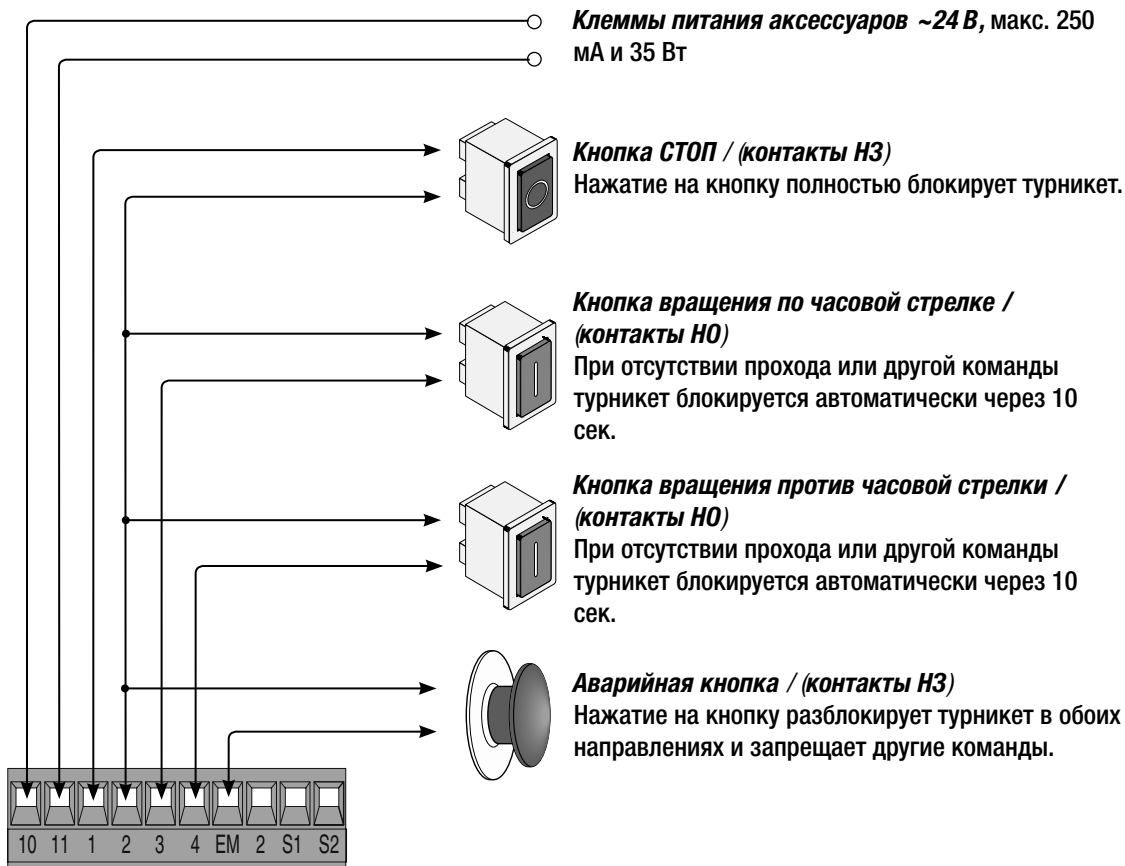 Клеммы питания аксессуаров ~24 В, макс. 250
мА и 35 Вт
Кнопка СТОП / (контакты НЗ)
Нажатие на кнопку полностью блокирует турникет.
Кнопка вращения по часовой стрелке /
(контакты НО)
При отсутствии прохода или другой команды
турникет блокируется автоматически через 10
сек.
Кнопка вращения против часовой стрелки /
(контакты НО)
При отсутствии прохода или другой команды
турникет блокируется автоматически через 10
сек.
Аварийная кнопка / (контакты НЗ)
Нажатие на кнопку разблокирует турникет в обоих
направлениях и запрещает другие команды.
10 11 1 2 3 4 EM 2 S1 S2